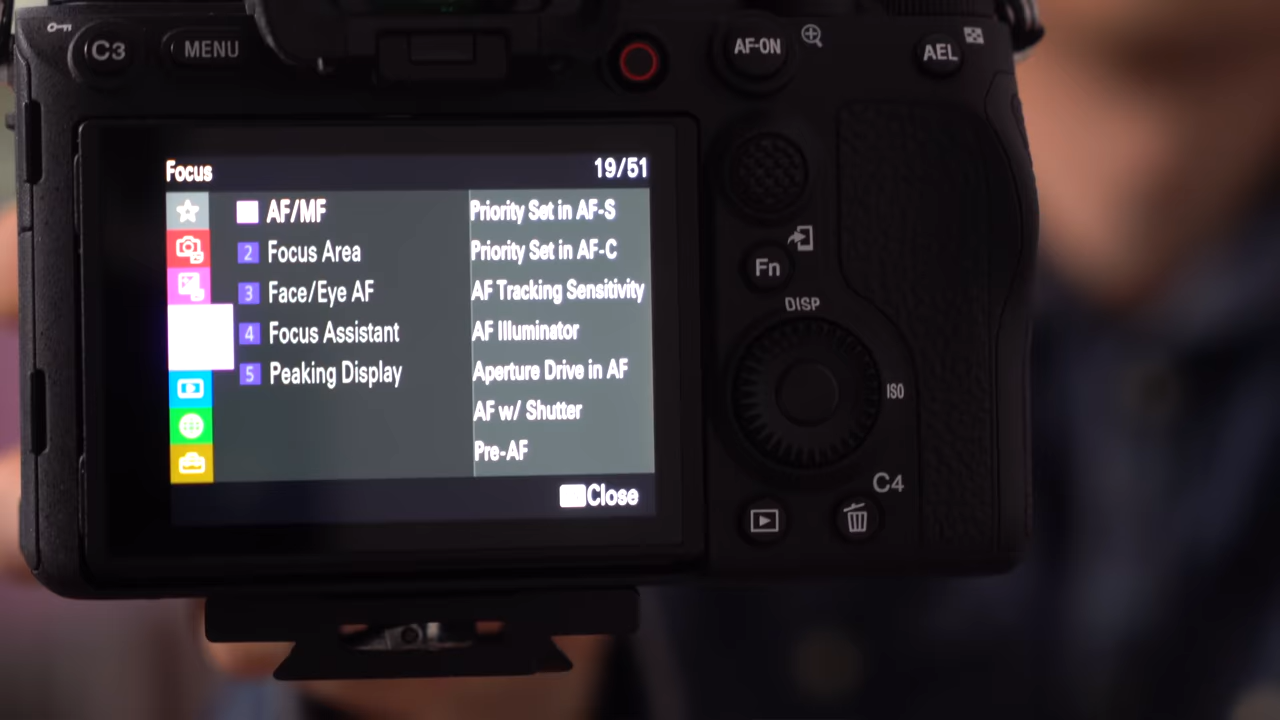 C3
MENU
AF-ON
AEL
Focus
19/51
AF/MF
2 Focus Area
3 Face/Eye AF
4 Focus Assistant
5 Peaking Display
Priority Set in AF-S
Priority Set in AF-C
AF Tracking Sensitivity
AF Illuminator
Aperture Drive in AF
AF w/ Shutter
Pre-AF
Close
Fn
DISP
ISO
C4